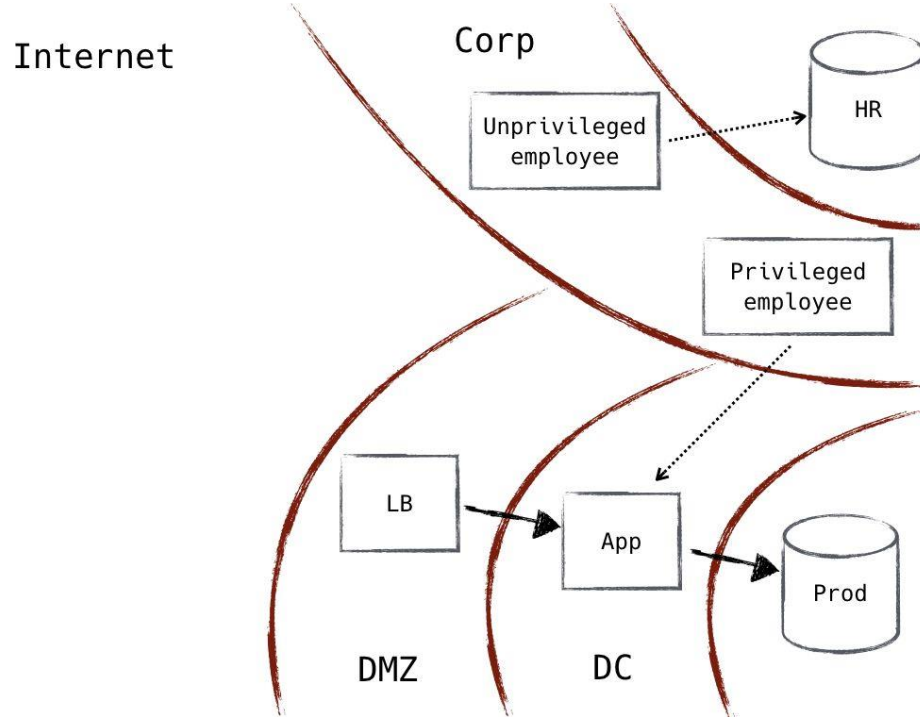 Internet
Corp
Unprivileged
employee
HR
Privileged
employee
LB
App
Prod
DMZ
DC